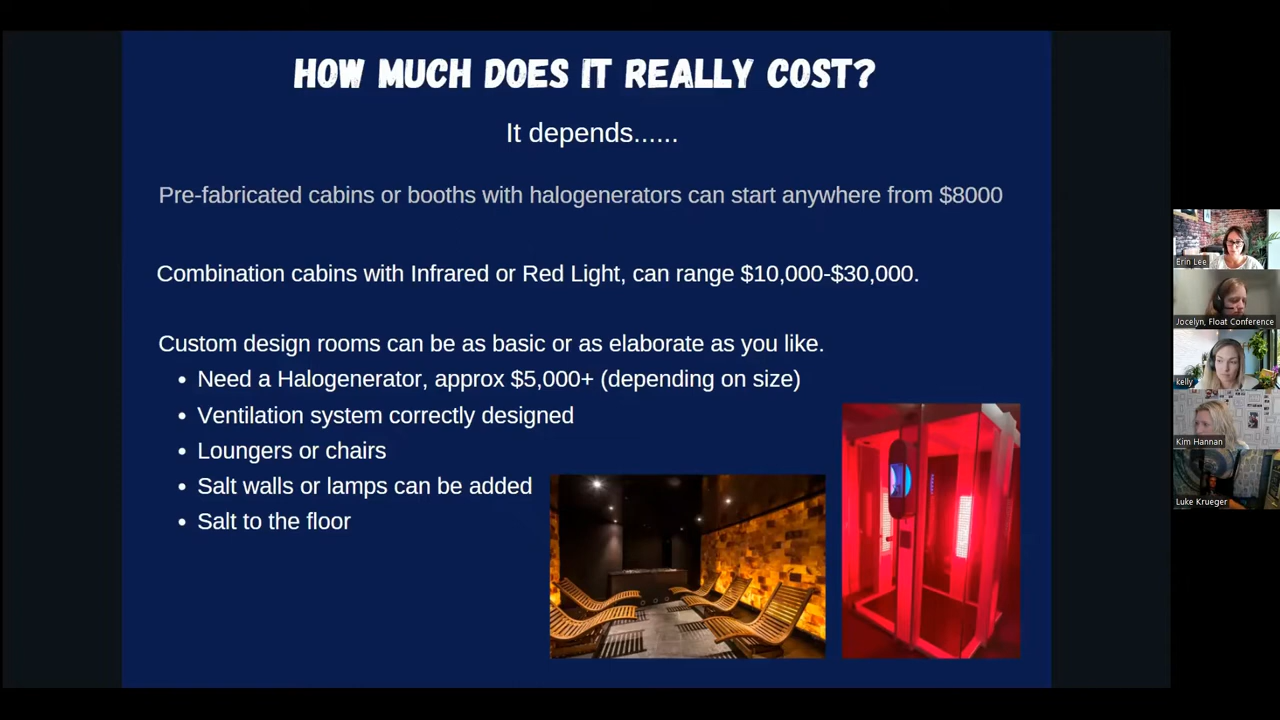 HOW MUCH DOES IT REALLY COST?
It depends......
Pre-fabricated cabins or booths with halogenerators can start anywhere from $8000
Combination cabins with Infrared or Red Light, can range $10,000-$30,000.
Custom design rooms can be as basic or as elaborate as you like.
• Need a Halogenerator, approx $5,000+ (depending on size)
• Ventilation system correctly designed
• Loungers or chairs
• Salt walls or lamps can be added
• Salt to the floor
Erin Lee
Jocelyn, Float Conference
kelly
Kim Hannan
Luke Krueger